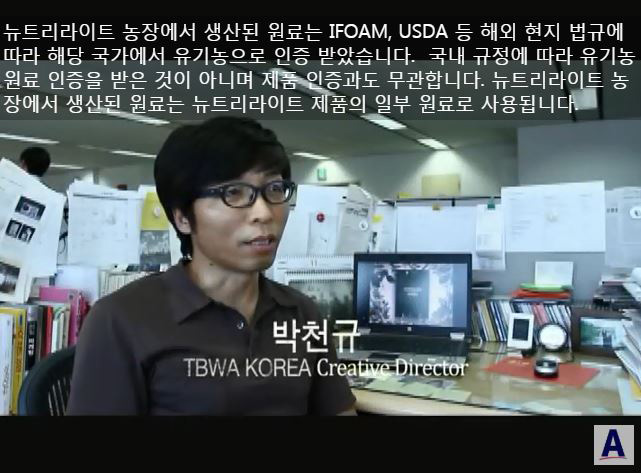 뉴트리라이트 농장에서 생산된 원료는 IFOAM, USDA 등 해외 현지 법규에
따라 해당 국가에서 유기농으로 인증 받았습니다. 국내 규정에 따라 유기농
원료 인증을 받은 것이 아니며 제품 인증과도 무관합니다. 뉴트리라이트 농
장에서 생산된 원료는 뉴트리라이트 제품의 일부 원료로 사용됩니다.
박천규
TBWA KOREA Creative Director
A